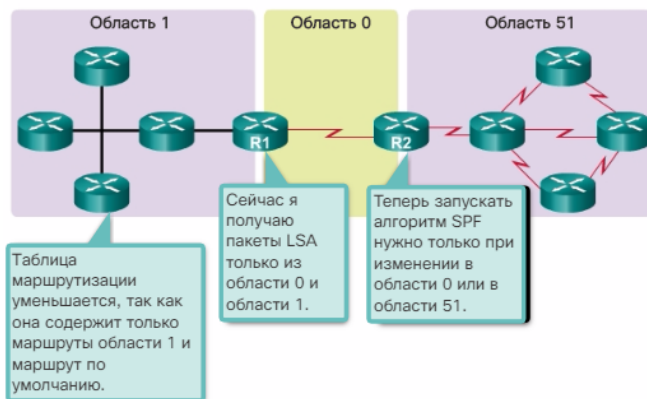 Область 1
Область 0
Область 51
R1
R2
Таблица
маршрутизации
уменьшается, так как
она содержит только
маршруты области 1 и
маршрут по
умолчанию.
Сейчас я
получаю
пакеты LSA
только из
области 0 и
области 1.
Теперь запускать
алгоритм SPF
нужно только при
изменении в
области 0 или в
области 51.